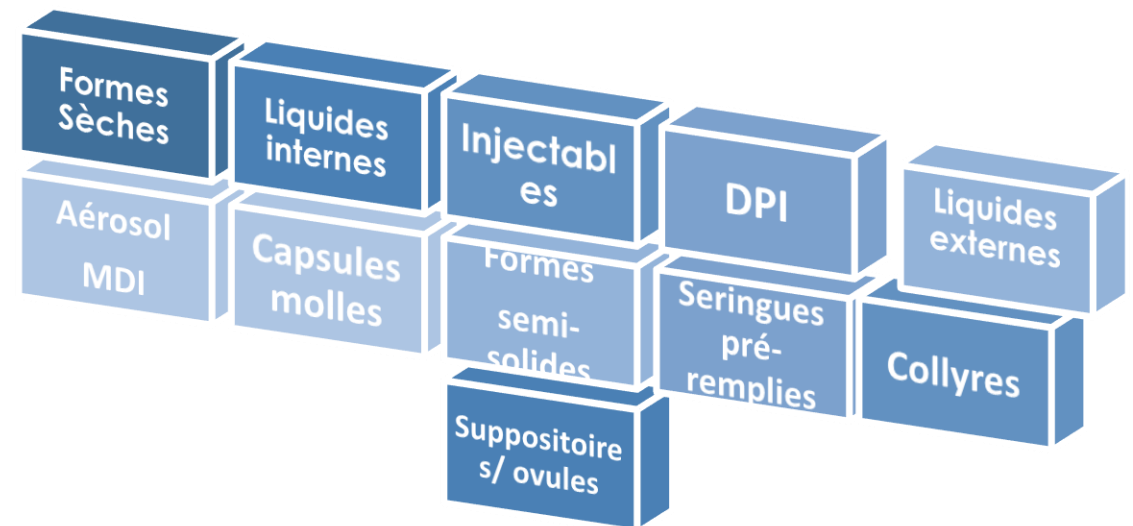 Formes
Sèches
Liquides
internes
Injectabl
es
DPI
Liquides
externes
Aérosol
MDI
Capsules
molles
Formes
semi-
solides
Seringues
pré-
remplies
Collyres
Suppositoire
s/ ovules